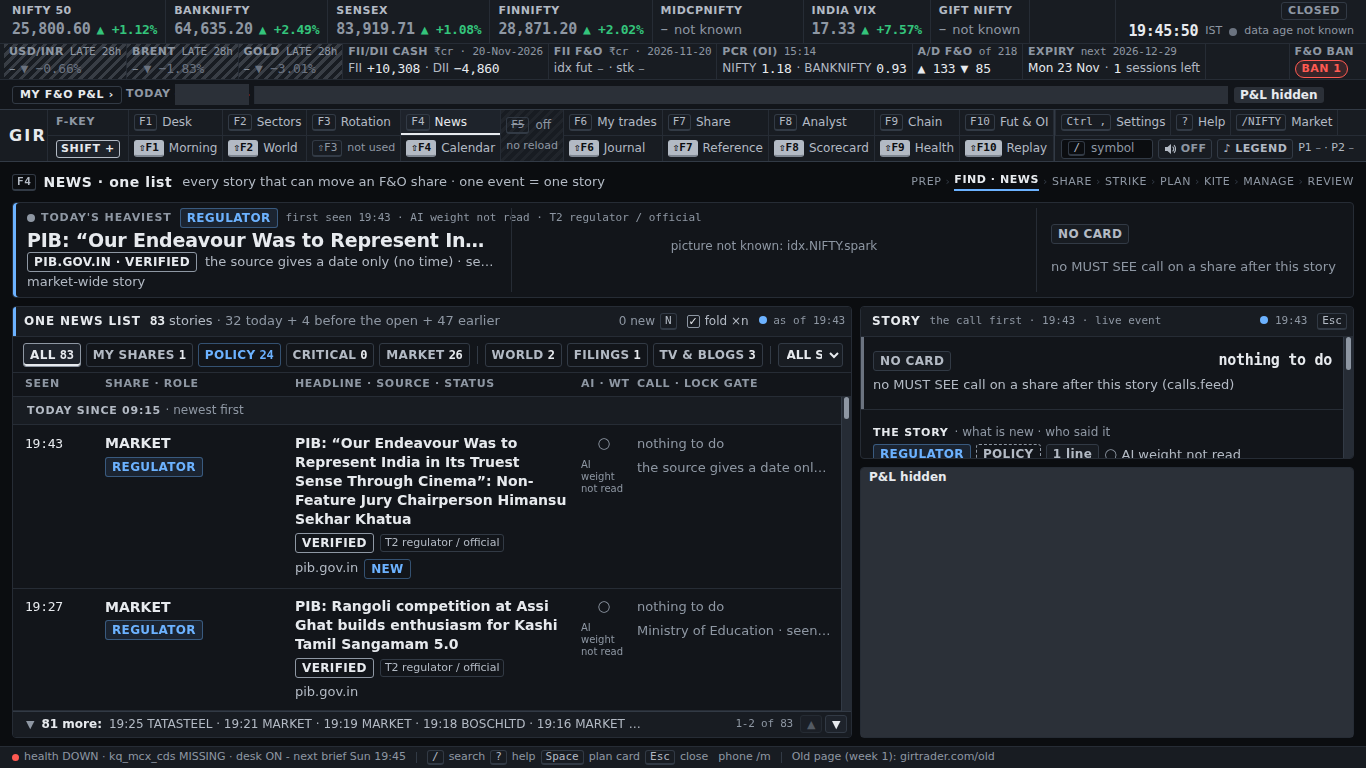 NIFTY 50 BANKNIFTY SENSEX FINNIFTY MIDCPNIFTY INDIA VIX GIFT NIFTY CLOSED
25,800.60 ▲ +1.12% 64,635.20 ▲ +2.49% 83,919.71 ▲ +1.08% 28,871.20 ▲ +2.02% – not known 17.33 ▲ +7.57% – not known 19:45:50 IST ● data age not known
USD/INR LATE 28h BRENT LATE 28h GOLD LATE 28h FII/DII CASH ₹cr · 20-Nov-2026 FII F&O ₹cr · 2026-11-20 PCR (OI) 15:14 A/D F&O of 218 EXPIRY next 2026-12-29 F&O BAN
– ▼ −0.66% – ▼ −1.83% – ▼ −3.01% FII +10,308 · DII −4,860 idx fut – · stk – NIFTY 1.18 · BANKNIFTY 0.93 ▲ 133 ▼ 85 Mon 23 Nov · 1 sessions left BAN 1
MY F&O P&L › TODAY P&L hidden
GIR F-KEY F1 Desk F2 Sectors F3 Rotation F4 News F5 off F6 My trades F7 Share F8 Analyst F9 Chain F10 Fut & OI Ctrl , Settings ? Help /NIFTY Market
SHIFT + ⇧F1 Morning ⇧F2 World ⇧F3 not used ⇧F4 Calendar no reload ⇧F6 Journal ⇧F7 Reference ⇧F8 Scorecard ⇧F9 Health ⇧F10 Replay / symbol OFF ♪ LEGEND P1 – · P2 –
F4 NEWS · one list every story that can move an F&O share · one event = one story PREP › FIND · NEWS › SHARE › STRIKE › PLAN › KITE › MANAGE › REVIEW
● TODAY'S HEAVIEST REGULATOR first seen 19:43 · AI weight not read · T2 regulator / official
PIB: “Our Endeavour Was to Represent In…
PIB.GOV.IN · VERIFIED the source gives a date only (no time) · se…
market-wide story
picture not known: idx.NIFTY.spark
NO CARD
no MUST SEE call on a share after this story
ONE NEWS LIST 83 stories · 32 today + 4 before the open + 47 earlier 0 new N fold ×n as of 19:43
ALL 83 MY SHARES 1 POLICY 24 CRITICAL 0 MARKET 26 WORLD 2 FILINGS 1 TV & BLOGS 3 ALL S
SEEN SHARE · ROLE HEADLINE · SOURCE · STATUS AI · WT CALL · LOCK GATE
TODAY SINCE 09:15 · newest first
19:43 MARKET PIB: “Our Endeavour Was to nothing to do
REGULATOR Represent India in Its Truest AI weight not read the source gives a date onl…
Sense Through Cinema”: Non-
Feature Jury Chairperson Himansu
Sekhar Khatua
VERIFIED T2 regulator / official
pib.gov.in NEW
19:27 MARKET PIB: Rangoli competition at Assi nothing to do
REGULATOR Ghat builds enthusiasm for Kashi AI weight not read Ministry of Education · seen…
Tamil Sangamam 5.0
VERIFIED T2 regulator / official
pib.gov.in
▼ 81 more: 19:25 TATASTEEL · 19:21 MARKET · 19:19 MARKET · 19:18 BOSCHLTD · 19:16 MARKET … 1-2 of 83 ▲ ▼
STORY the call first · 19:43 · live event 19:43 Esc
NO CARD nothing to do
no MUST SEE call on a share after this story (calls.feed)
THE STORY · what is new · who said it
REGULATOR POLICY 1 line AI weight not read
P&L hidden
health DOWN · kq_mcx_cds MISSING · desk ON - next brief Sun 19:45 / search ? help Space plan card Esc close phone /m Old page (week 1): girtrader.com/old